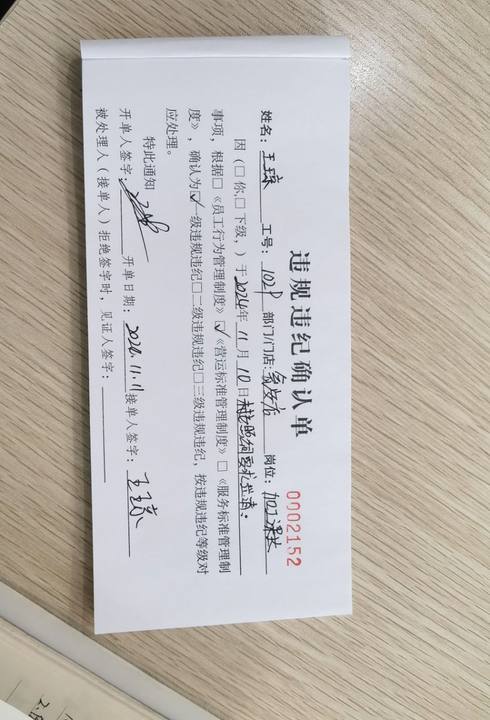 违规违纪确认单
0002152
姓名：王琼 工号： 部门/门店： 店 岗位：加工课长
因（□你,□下级，）于2024年11月10日
事项，根据□《员工行为管理制度》☑《营运标准管理制度》□《服务标准管理制
度》，确认为☑一级违规违纪□二级违规违纪□三级违规违纪，按违规违纪等级对
应处理。
特此通知
开单人签字： 开单日期：2024.11.11接单人签字：王琼
被处理人（接单人）拒绝签字时，见证人签字：